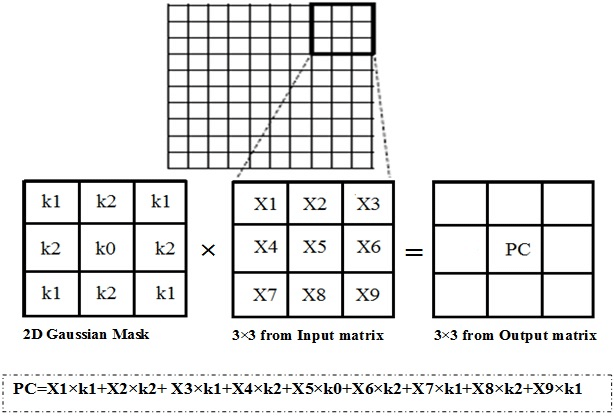 k1 k2 k1 X1 X2 X3
k2 k0 k2 × X4 X5 X6 = PC
k1 k2 k1 X7 X8 X9
2D Gaussian Mask 3×3 from Input matrix 3×3 from Output matrix
PC=X1×k1+X2×k2+ X3×k1+X4×k2+X5×k0+X6×k2+X7×k1+X8×k2+X9×k1